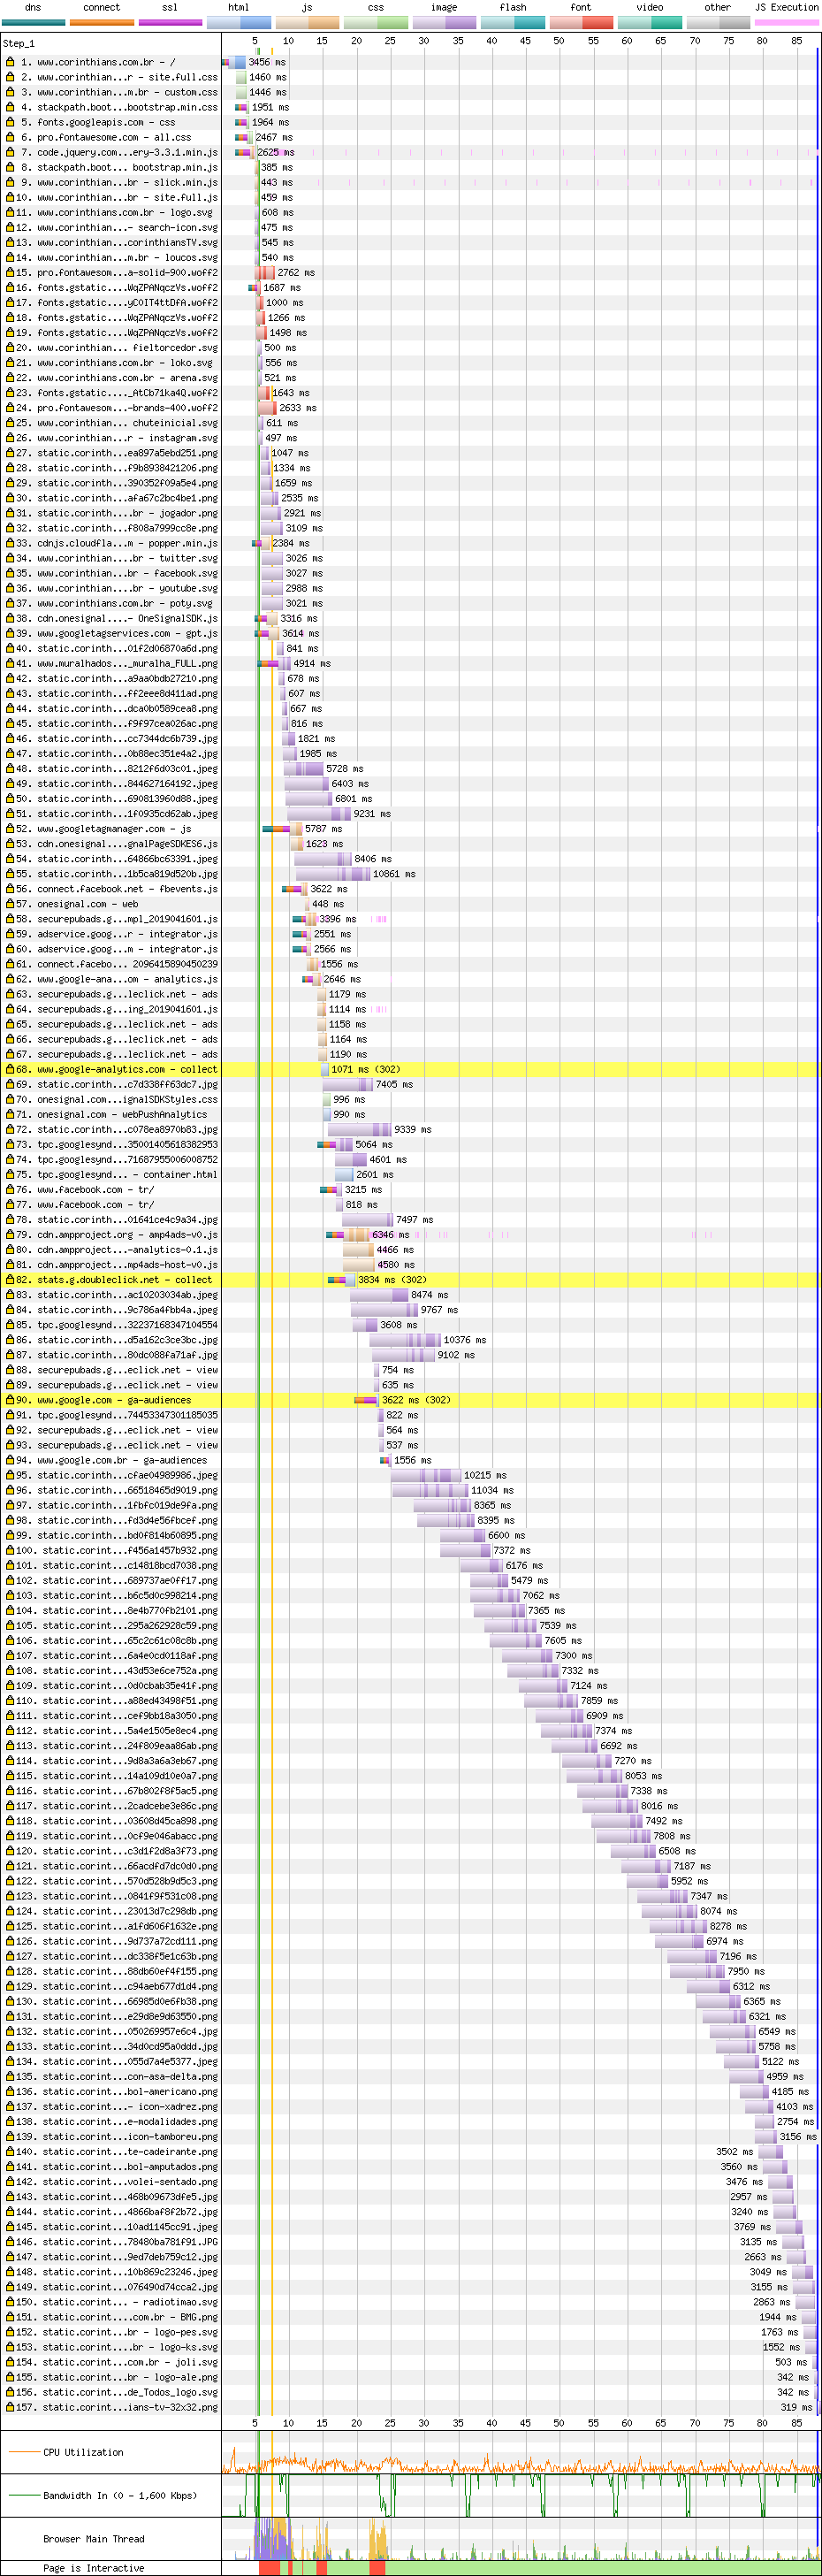 dns connect ssl html js css image flash font video other JS Execution
Step_1 5 10 15 20 25 30 35 40 45 50 55 60 65 70 75 80 85
1. www.corinthians.com.br - / 3456 ms
2. www.corinthian...r - site.full.css 1460 ms
3. www.corinthian...m.br - custom.css 1446 ms
4. stackpath.boot...bootstrap.min.css 1951 ms
5. fonts.googleapis.com - css 1964 ms
6. pro.fontawesome.com - all.css 2467 ms
7. code.jquery.com...ery-3.3.1.min.js 2625 ms
8. stackpath.boot... bootstrap.min.js 385 ms
9. www.corinthian...br - slick.min.js 443 ms
10. www.corinthian...br - site.full.js 459 ms
11. www.corinthians.com.br - logo.svg 608 ms
12. www.corinthian...- search-icon.svg 475 ms
13. www.corinthian...corinthiansTV.svg 545 ms
14. www.corinthian...m.br - loucos.svg 540 ms
15. pro.fontawesom...a-solid-900.woff2 2762 ms
16. fonts.gstatic....WqZPANqczVs.woff2 1687 ms
17. fonts.gstatic....yC0IT4ttDfA.woff2 1000 ms
18. fonts.gstatic....WqZPANqczVs.woff2 1266 ms
19. fonts.gstatic....WqZPANqczVs.woff2 1498 ms
20. www.corinthian... fieltorcedor.svg 500 ms
21. www.corinthians.com.br - loko.svg 556 ms
22. www.corinthians.com.br - arena.svg 521 ms
23. fonts.gstatic...._AtCb71ka4Q.woff2 1643 ms
24. pro.fontawesom...-brands-400.woff2 2633 ms
25. www.corinthian... chuteinicial.svg 611 ms
26. www.corinthian...r - instagram.svg 497 ms
27. static.corinth...ea897a5ebd251.png 1047 ms
28. static.corinth...f9b8938421206.png 1334 ms
29. static.corinth...390352f09a5e4.png 1659 ms
30. static.corinth...afa67c2bc4be1.png 2535 ms
31. static.corinth....br - jogador.png 2921 ms
32. static.corinth...f808a7999cc8e.png 3109 ms
33. cdnjs.cloudfla...m - popper.min.js 2384 ms
34. www.corinthian....br - twitter.svg 3026 ms
35. www.corinthian...br - facebook.svg 3027 ms
36. www.corinthian....br - youtube.svg 2988 ms
37. www.corinthians.com.br - poty.svg 3021 ms
38. cdn.onesignal....- OneSignalSDK.js 3316 ms
39. www.googletagservices.com - gpt.js 3614 ms
40. static.corinth...01f2d06870a6d.png 841 ms
41. www.muralhados..._muralha_FULL.png 4914 ms
42. static.corinth...a9aa0bdb27210.png 678 ms
43. static.corinth...ff2eee8d411ad.png 607 ms
44. static.corinth...dca0b0589cea8.png 667 ms
45. static.corinth...f9f97cea026ac.png 816 ms
46. static.corinth...cc7344dc6b739.jpg 1821 ms
47. static.corinth...0b88ec351e4a2.jpg 1985 ms
48. static.corinth...8212f6d03c01.jpeg 5728 ms
49. static.corinth...844627164192.jpeg 6403 ms
50. static.corinth...690813960d88.jpeg 6801 ms
51. static.corinth...1f0935cd62ab.jpeg 9231 ms
52. www.googletagmanager.com - js 5787 ms
53. cdn.onesignal....gnalPageSDKES6.js 1623 ms
54. static.corinth...64866bc63391.jpeg 8406 ms
55. static.corinth...1b5ca819d520b.jpg 10861 ms
56. connect.facebook.net - fbevents.js 3622 ms
57. onesignal.com - web 448 ms
58. securepubads.g...mpl_2019041601.js 3396 ms
59. adservice.goog...r - integrator.js 2551 ms
60. adservice.goog...m - integrator.js 2566 ms
61. connect.facebo... 2096415890450239 1556 ms
62. www.google-ana...om - analytics.js 2646 ms
63. securepubads.g...leclick.net - ads 1179 ms
64. securepubads.g...ing_2019041601.js 1114 ms
65. securepubads.g...leclick.net - ads 1158 ms
66. securepubads.g...leclick.net - ads 1164 ms
67. securepubads.g...leclick.net - ads 1190 ms
68. www.google-analytics.com - collect 1071 ms (302)
69. static.corinth...c7d338ff63dc7.jpg 7405 ms
70. onesignal.com...ignalSDKStyles.css 996 ms
71. onesignal.com - webPushAnalytics 990 ms
72. static.corinth...c078ea8970b83.jpg 9339 ms
73. tpc.googlesynd...35001405618382953 5064 ms
74. tpc.googlesynd...71687955006008752 4601 ms
75. tpc.googlesynd... - container.html 2601 ms
76. www.facebook.com - tr/ 3215 ms
77. www.facebook.com - tr/ 818 ms
78. static.corinth...01641ce4c9a34.jpg 7497 ms
79. cdn.ampproject.org - amp4ads-v0.js 6346 ms
80. cdn.ampproject...-analytics-0.1.js 4466 ms
81. cdn.ampproject...mp4ads-host-v0.js 4580 ms
82. stats.g.doubleclick.net - collect 3834 ms (302)
83. static.corinth...ac10203034ab.jpeg 8474 ms
84. static.corinth...9c786a4fbb4a.jpeg 9767 ms
85. tpc.googlesynd...32237168347104554 3608 ms
86. static.corinth...d5a162c3ce3bc.jpg 10376 ms
87. static.corinth...80dc088fa71af.jpg 9102 ms
88. securepubads.g...eclick.net - view 754 ms
89. securepubads.g...eclick.net - view 635 ms
90. www.google.com - ga-audiences 3622 ms (302)
91. tpc.googlesynd...74453347301185035 822 ms
92. securepubads.g...eclick.net - view 564 ms
93. securepubads.g...eclick.net - view 537 ms
94. www.google.com.br - ga-audiences 1556 ms
95. static.corinth...cfae04989986.jpeg 10215 ms
96. static.corinth...66518465d9019.jpeg 11034 ms
97. static.corinth...1fbfc019de9fa.png 8365 ms
98. static.corinth...fd3d4e56fbcef.png 8395 ms
99. static.corinth...bd0f814b60895.png 6600 ms
100. static.corint...f456a1457b932.png 7372 ms
101. static.corint...c14818bcd7038.png 6176 ms
102. static.corint...689737ae0ff17.png 5479 ms
103. static.corint...b6c5d0c998214.png 7062 ms
104. static.corint...8e4b770fb2101.png 7365 ms
105. static.corint...295a262928c59.png 7539 ms
106. static.corint...65c2c61c08c8b.png 7605 ms
107. static.corint...6a4e0cd0118af.png 7300 ms
108. static.corint...43d53e6ce752a.png 7332 ms
109. static.corint...0d0cbab35e41f.png 7124 ms
110. static.corint...a88ed43498f51.png 7859 ms
111. static.corint...cef9bb18a3050.png 6909 ms
112. static.corint...5a4e1505e8ec4.png 7374 ms
113. static.corint...24f809eaa86ab.png 6692 ms
114. static.corint...9d8a3a6a3eb67.png 7270 ms
115. static.corint...14a109d10e0a7.png 8053 ms
116. static.corint...67b802f8f5ac5.png 7338 ms
117. static.corint...2cadcebe3e86c.png 8016 ms
118. static.corint...03608d45ca898.png 7492 ms
119. static.corint...0cf9e046abacc.png 7808 ms
120. static.corint...c3d1f2d8a3f73.png 6508 ms
121. static.corint...66acdfd7dc0d0.png 7187 ms
122. static.corint...570d528b9d5c3.png 5952 ms
123. static.corint...0841f9f531c08.png 7347 ms
124. static.corint...23013d7c298db.png 8074 ms
125. static.corint...a1fd606f1632e.png 8278 ms
126. static.corint...9d737a72cd111.png 6974 ms
127. static.corint...dc338f5e1c63b.png 7196 ms
128. static.corint...88db60ef4f155.png 7950 ms
129. static.corint...c94aeb677d1d4.png 6312 ms
130. static.corint...66985d0e6fb38.png 6365 ms
131. static.corint...e29d8e9d63550.png 6321 ms
132. static.corint...050269957e6c4.jpg 6549 ms
133. static.corint...34d0cd95a0ddd.jpg 5758 ms
134. static.corint...055d7a4e5377.jpeg 5122 ms
135. static.corint...con-asa-delta.png 4959 ms
136. static.corint...bol-americano.png 4185 ms
137. static.corint...- icon-xadrez.png 4103 ms
138. static.corint...e-modalidades.png 2754 ms
139. static.corint...icon-tamboreu.png 3156 ms
140. static.corint...te-cadeirante.png 3502 ms
141. static.corint...bol-amputados.png 3560 ms
142. static.corint...volei-sentado.png 3476 ms
143. static.corint...468b09673dfe5.jpg 2957 ms
144. static.corint...4866baf8f2b72.jpg 3240 ms
145. static.corint...10ad1145cc91.jpeg 3769 ms
146. static.corint...78480ba781f91.JPG 3135 ms
147. static.corint...9ed7deb759c12.jpg 2663 ms
148. static.corint...10b869c23246.jpeg 3049 ms
149. static.corint...076490d74cca2.jpg 3155 ms
150. static.corint... - radiotimao.svg 2863 ms
151. static.corint....com.br - BMG.png 1944 ms
152. static.corint...br - logo-pes.svg 1763 ms
153. static.corint....br - logo-ks.svg 1552 ms
154. static.corint...com.br - joli.svg 503 ms
155. static.corint...br - logo-ale.png 342 ms
156. static.corint...de_Todos_logo.svg 342 ms
157. static.corint...ians-tv-32x32.png 319 ms
5 10 15 20 25 30 35 40 45 50 55 60 65 70 75 80 85
CPU Utilization
Bandwidth In (0 - 1,600 Kbps)
Browser Main Thread
Page is Interactive